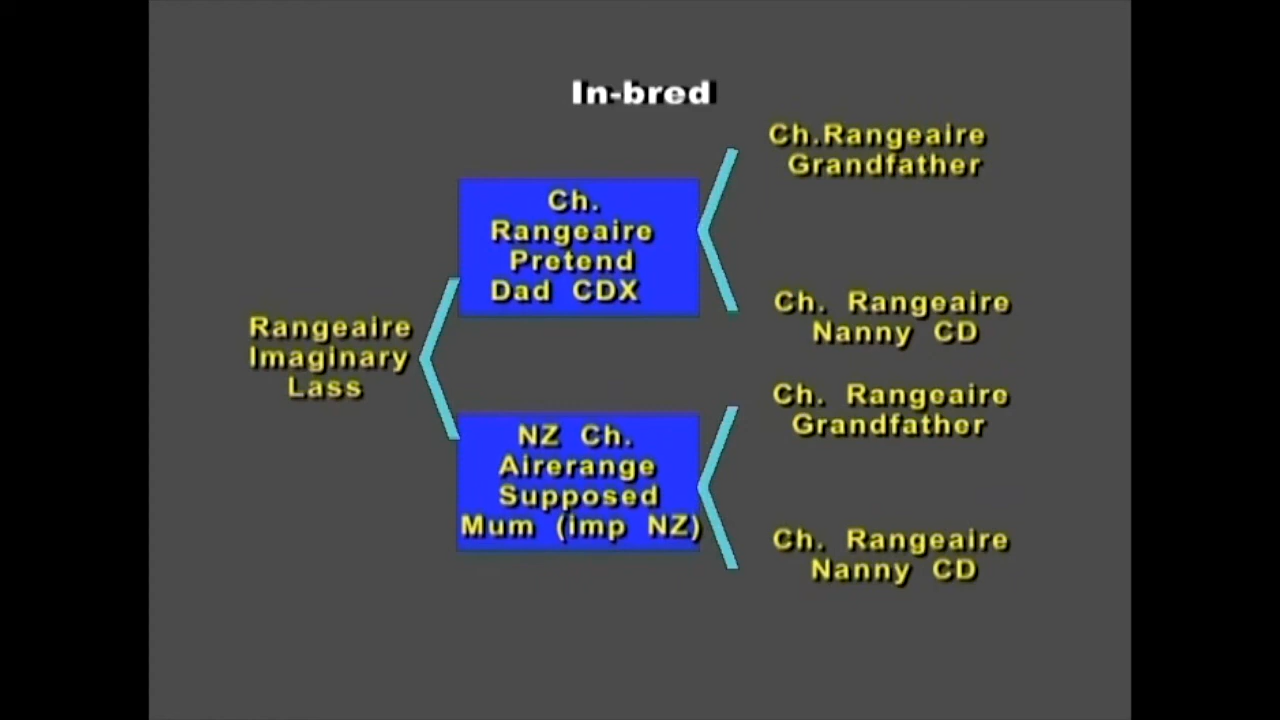 In-bred
Ch.Rangeaire
Grandfather
Ch.
Rangeaire
Pretend
Dad CDX
Ch. Rangeaire
Nanny CD
Rangeaire
Imaginary
Lass
Ch. Rangeaire
Grandfather
NZ Ch.
Airerange
Supposed
Mum (imp NZ)
Ch. Rangeaire
Nanny CD